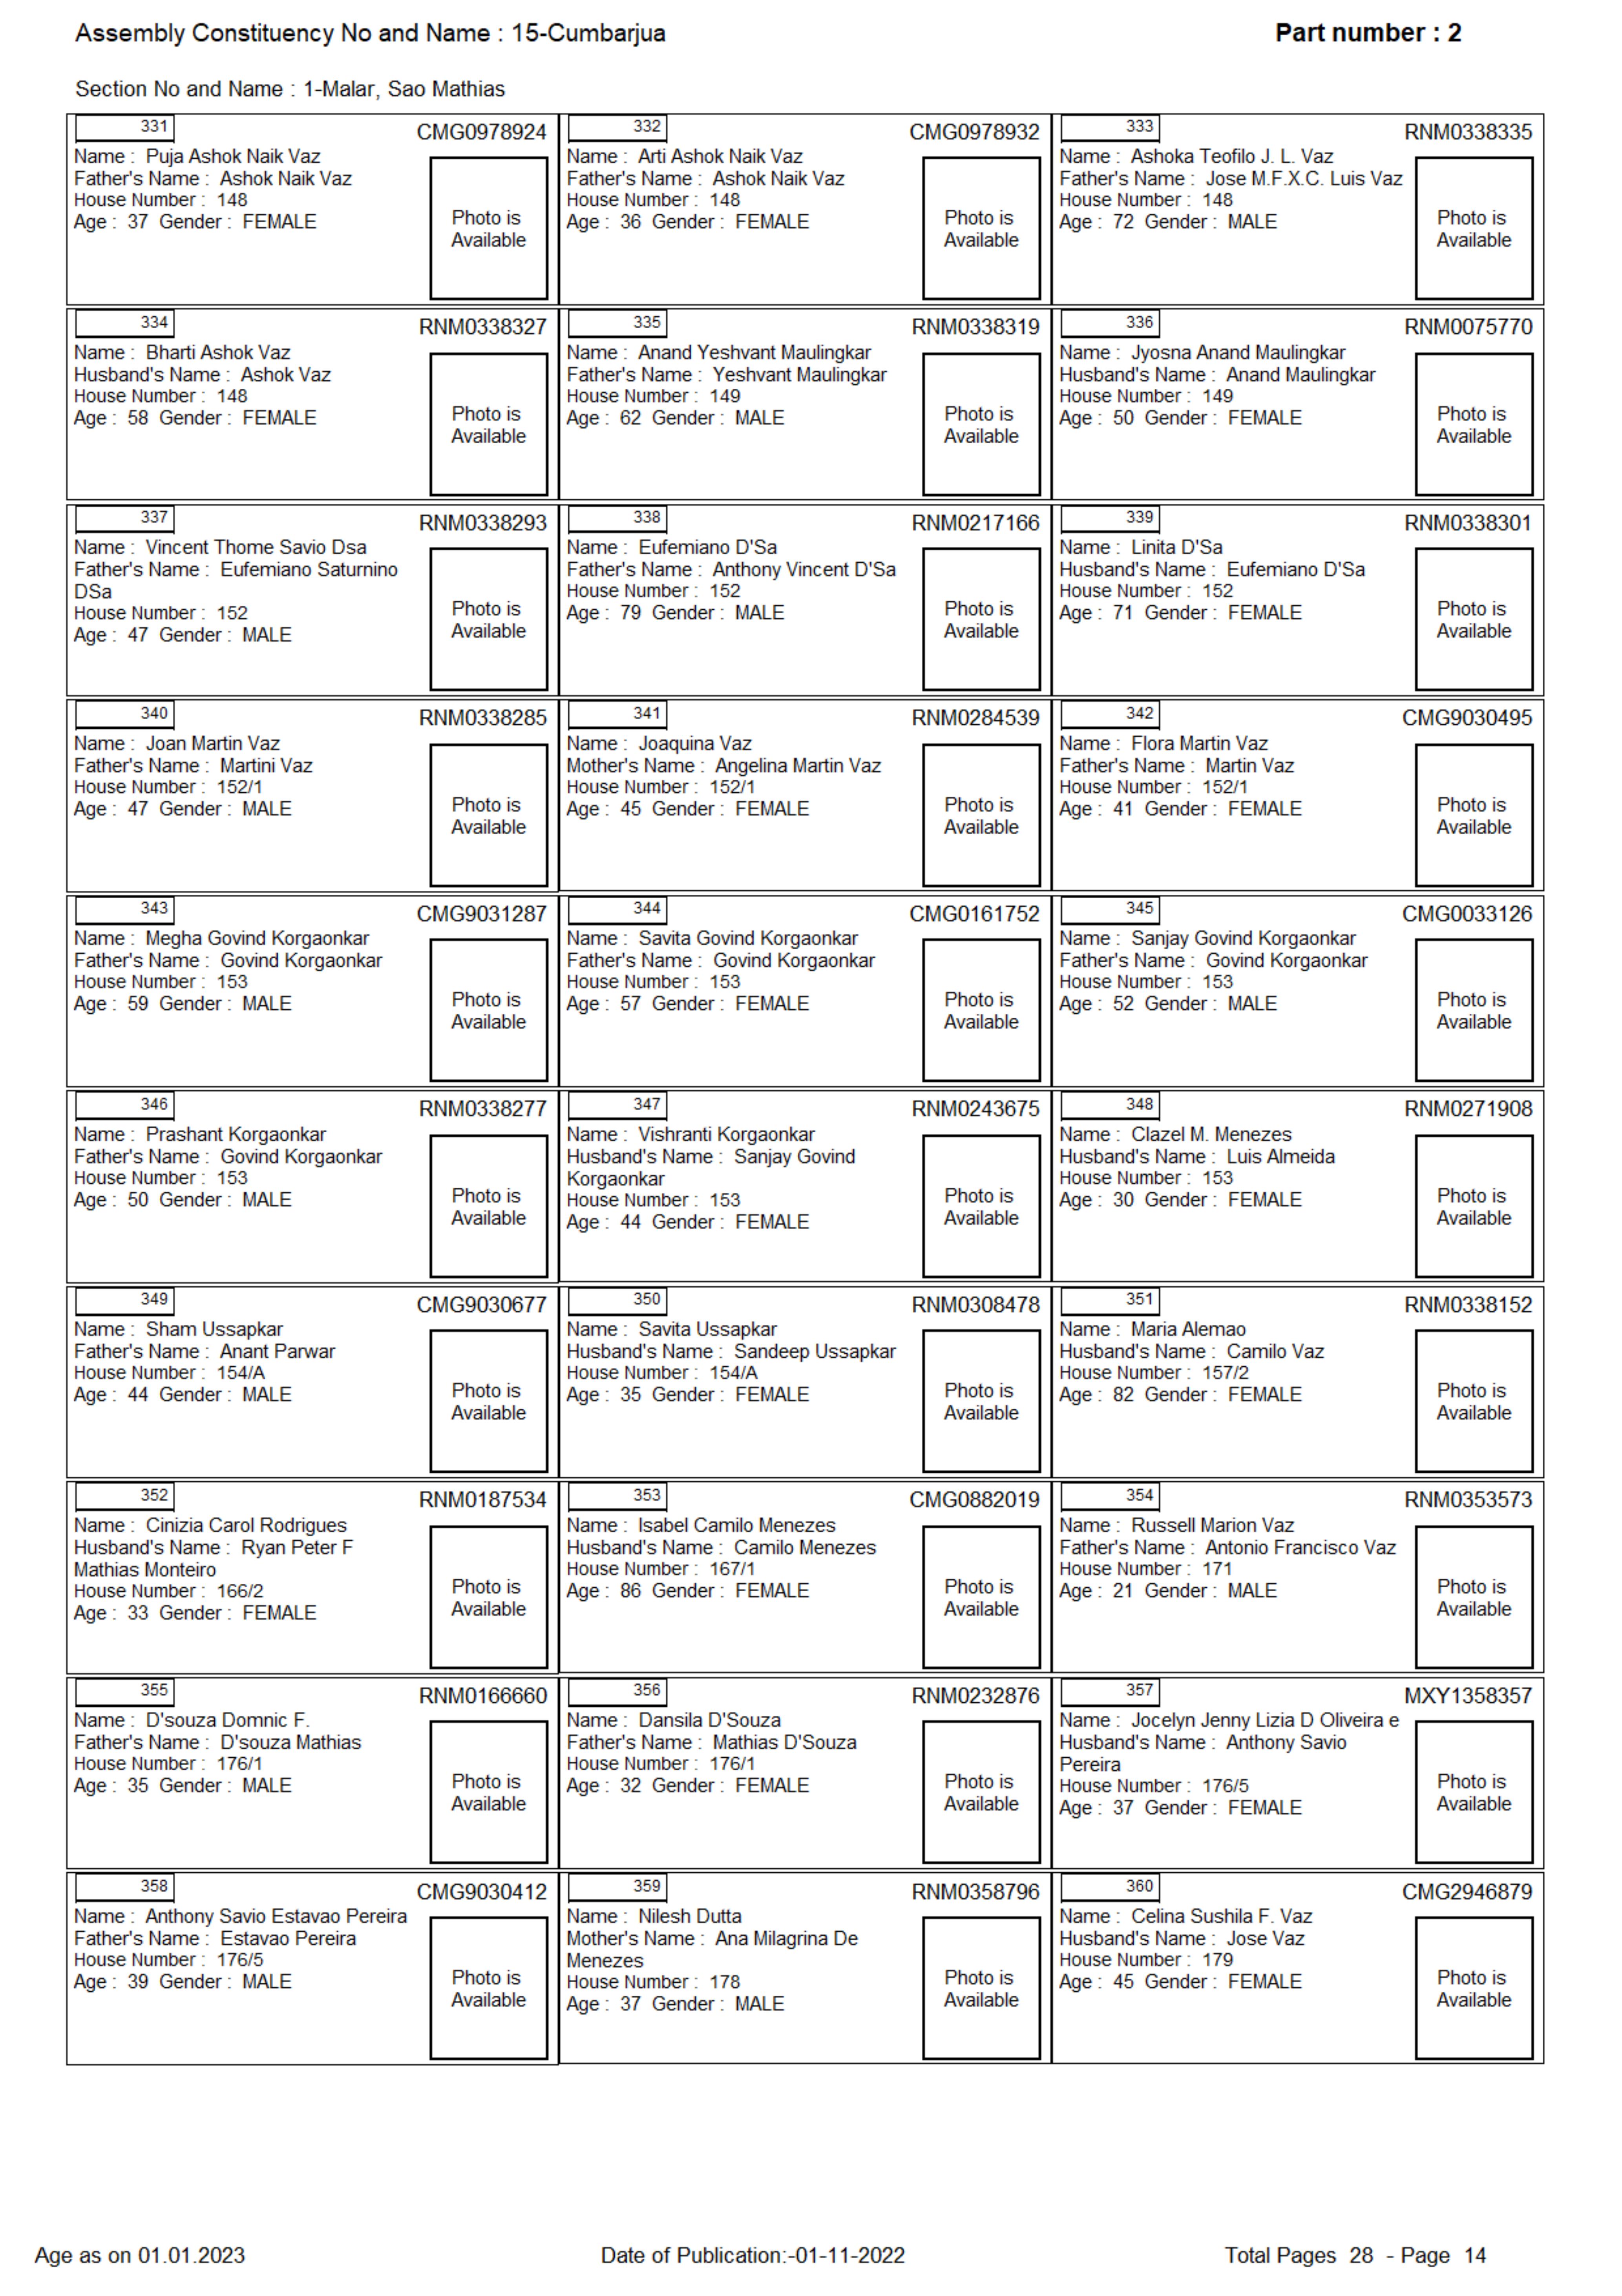 Assembly Constituency No and Name : 15-Cumbarjua
Part number : 2
Section No and Name : 1-Malar, Sao Mathias
331
CMG0978924
Name : Puja Ashok Naik Vaz
Father's Name : Ashok Naik Vaz
House Number : 148
Age : 37 Gender : FEMALE
Photo is
Available
332
CMG0978932
Name : Arti Ashok Naik Vaz
Father's Name : Ashok Naik Vaz
House Number : 148
Age : 36 Gender : FEMALE
Photo is
Available
333
RNM0338335
Name : Ashoka Teofilo J. L. Vaz
Father's Name : Jose M.F.X.C. Luis Vaz
House Number : 148
Age : 72 Gender : MALE
Photo is
Available
334
RNM0338327
Name : Bharti Ashok Vaz
Husband's Name : Ashok Vaz
House Number : 148
Age : 58 Gender : FEMALE
Photo is
Available
335
RNM0338319
Name : Anand Yeshvant Maulingkar
Father's Name : Yeshvant Maulingkar
House Number : 149
Age : 62 Gender : MALE
Photo is
Available
336
RNM0075770
Name : Jyosna Anand Maulingkar
Husband's Name : Anand Maulingkar
House Number : 149
Age : 50 Gender : FEMALE
Photo is
Available
337
RNM0338293
Name : Vincent Thome Savio Dsa
Father's Name : Eufemiano Saturnino
DSa
House Number : 152
Age : 47 Gender : MALE
Photo is
Available
338
RNM0217166
Name : Eufemiano D'Sa
Father's Name : Anthony Vincent D'Sa
House Number : 152
Age : 79 Gender : MALE
Photo is
Available
339
RNM0338301
Name : Linita D'Sa
Husband's Name : Eufemiano D'Sa
House Number : 152
Age : 71 Gender : FEMALE
Photo is
Available
340
RNM0338285
Name : Joan Martin Vaz
Father's Name : Martini Vaz
House Number : 152/1
Age : 47 Gender : MALE
Photo is
Available
341
RNM0284539
Name : Joaquina Vaz
Mother's Name : Angelina Martin Vaz
House Number : 152/1
Age : 45 Gender : FEMALE
Photo is
Available
342
CMG9030495
Name : Flora Martin Vaz
Father's Name : Martin Vaz
House Number : 152/1
Age : 41 Gender : FEMALE
Photo is
Available
343
CMG9031287
Name : Megha Govind Korgaonkar
Father's Name : Govind Korgaonkar
House Number : 153
Age : 59 Gender : MALE
Photo is
Available
344
CMG0161752
Name : Savita Govind Korgaonkar
Father's Name : Govind Korgaonkar
House Number : 153
Age : 57 Gender : FEMALE
Photo is
Available
345
CMG0033126
Name : Sanjay Govind Korgaonkar
Father's Name : Govind Korgaonkar
House Number : 153
Age : 52 Gender : MALE
Photo is
Available
346
RNM0338277
Name : Prashant Korgaonkar
Father's Name : Govind Korgaonkar
House Number : 153
Age : 50 Gender : MALE
Photo is
Available
347
RNM0243675
Name : Vishranti Korgaonkar
Husband's Name : Sanjay Govind
Korgaonkar
House Number : 153
Age : 44 Gender : FEMALE
Photo is
Available
348
RNM0271908
Name : Clazel M. Menezes
Husband's Name : Luis Almeida
House Number : 153
Age : 30 Gender : FEMALE
Photo is
Available
349
CMG9030677
Name : Sham Ussapkar
Father's Name : Anant Parwar
House Number : 154/A
Age : 44 Gender : MALE
Photo is
Available
350
RNM0308478
Name : Savita Ussapkar
Husband's Name : Sandeep Ussapkar
House Number : 154/A
Age : 35 Gender : FEMALE
Photo is
Available
351
RNM0338152
Name : Maria Alemao
Husband's Name : Camilo Vaz
House Number : 157/2
Age : 82 Gender : FEMALE
Photo is
Available
352
RNM0187534
Name : Cinizia Carol Rodrigues
Husband's Name : Ryan Peter F
Mathias Monteiro
House Number : 166/2
Age : 33 Gender : FEMALE
Photo is
Available
353
CMG0882019
Name : Isabel Camilo Menezes
Husband's Name : Camilo Menezes
House Number : 167/1
Age : 86 Gender : FEMALE
Photo is
Available
354
RNM0353573
Name : Russell Marion Vaz
Father's Name : Antonio Francisco Vaz
House Number : 171
Age : 21 Gender : MALE
Photo is
Available
355
RNM0166660
Name : D'souza Domnic F.
Father's Name : D'souza Mathias
House Number : 176/1
Age : 35 Gender : MALE
Photo is
Available
356
RNM0232876
Name : Dansila D'Souza
Father's Name : Mathias D'Souza
House Number : 176/1
Age : 32 Gender : FEMALE
Photo is
Available
357
MXY1358357
Name : Jocelyn Jenny Lizia D Oliveira e
Husband's Name : Anthony Savio
Pereira
House Number : 176/5
Age : 37 Gender : FEMALE
Photo is
Available
358
CMG9030412
Name : Anthony Savio Estavao Pereira
Father's Name : Estavao Pereira
House Number : 176/5
Age : 39 Gender : MALE
Photo is
Available
359
RNM0358796
Name : Nilesh Dutta
Mother's Name : Ana Milagrina De
Menezes
House Number : 178
Age : 37 Gender : MALE
Photo is
Available
360
CMG2946879
Name : Celina Sushila F. Vaz
Husband's Name : Jose Vaz
House Number : 179
Age : 45 Gender : FEMALE
Photo is
Available
Age as on 01.01.2023
Date of Publication:-01-11-2022
Total Pages 28 - Page 14